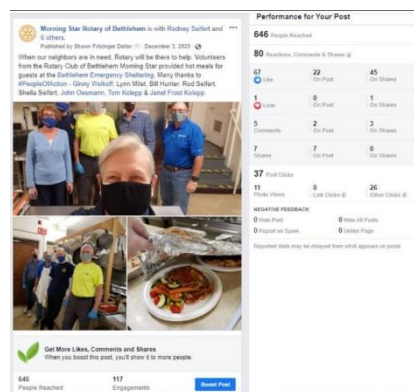 Morning Star Rotary of Bethlehem is with Rodney Seifert and
5 others.
Published by Shawn Fritzinger Deiter · December 3, 2020
When our neighbors are in need, Rotary will be there to help. Volunteers
from the Rotary Club of Bethlehem Morning Star provided hot meals for
guests at the Bethlehem Emergency Sheltering. Many thanks to
#PeopleOfAction - Ginny Welkoff, Lynn Milet, Bill Hunter, Rod Seifert,
Sheila Seifert, John Oesmann, Tom Kolepp & Janet Frost Kolepp.
Get More Likes, Comments and Shares
When you boost this post, you'll show it to more people.
646 117
People Reached Engagements
Boost Post
Performance for Your Post
646 People Reached
80 Reactions, Comments & Shares
67 22 45
Like On Post On Shares
1 0 1
Love On Post On Shares
5 2 3
Comments On Post On Shares
7 7 0
Shares On Post On Shares
37 Post Clicks
11 0 26
Photo Views Link Clicks Other Clicks
NEGATIVE FEEDBACK
0 Hide Post 0 Hide All Posts
0 Report as Spam 0 Unlike Page
Reported stats may be delayed from what appears on posts